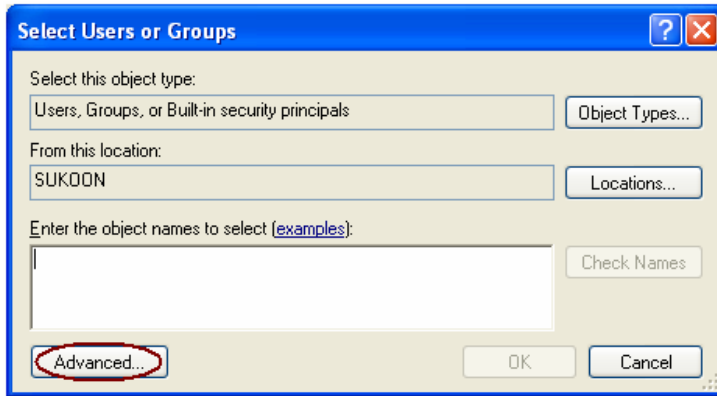 Select Users or Groups
Select this object type:
Users, Groups, or Built-in security principals
Object Types...
From this location:
SUKOON
Locations...
Enter the object names to select (examples):
Check Names
Advanced...
OK
Cancel